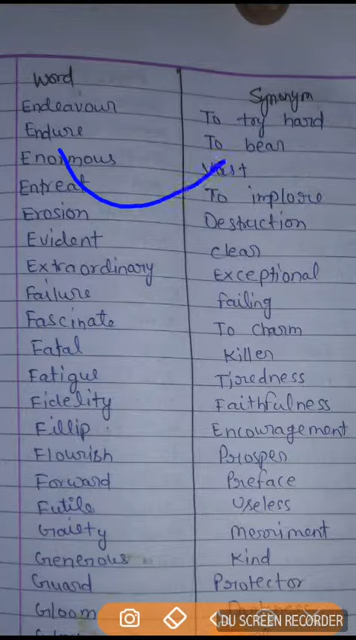 Word Synonym
Endeavour To try hard
Endure To bear
Enormous Vast
Entreat To implore
Erosion Destuction
Evident clear
Extraordinary Exceptional
Failure failing
Fascinate To charm
Fatal Killer
Fatigue Tiredness
Fidelity Faithfulness
Fillip Encouragement
Flourish Prosper
Forward Preface
Futile Useless
Gaiety Merriment
Generous Kind
Guard Protector
Gloom
DU SCREEN RECORDER